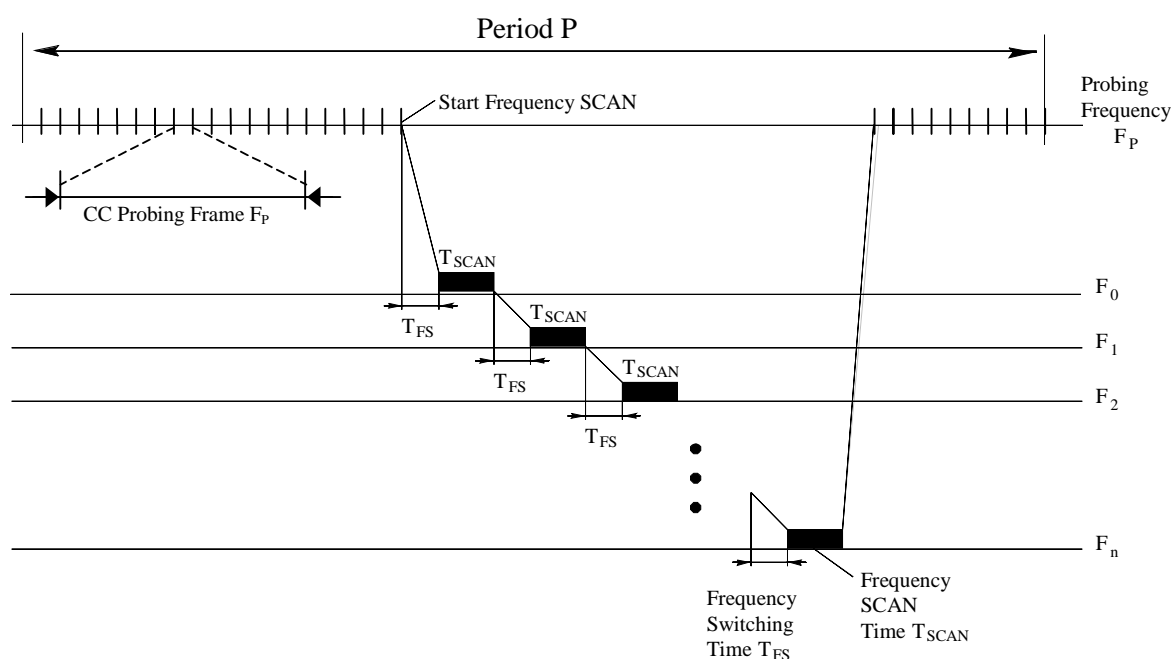 Period P
Start Frequency SCAN
Probing
Frequency
F_P
CC Probing Frame F_P
T_SCAN
F_0
T_FS
T_SCAN
F_1
T_FS
T_SCAN
F_2
T_FS
F_n
Frequency
Switching
Time T_FS
Frequency
SCAN
Time T_SCAN